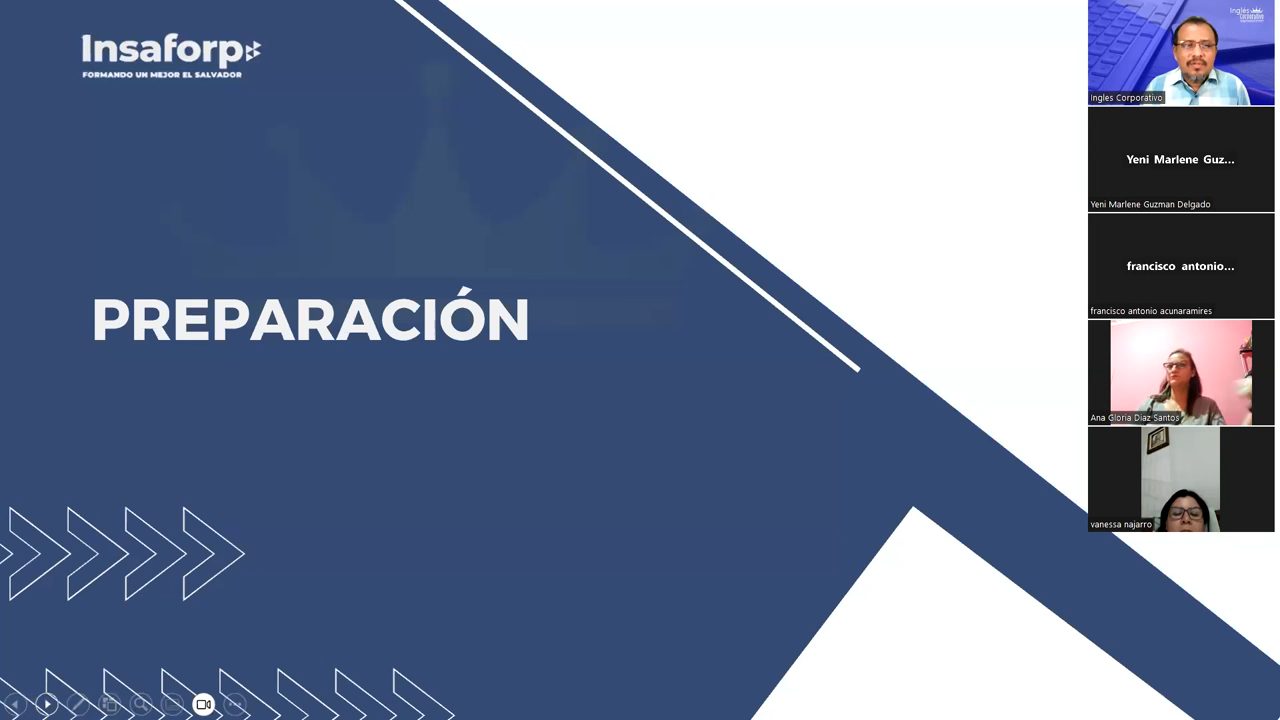 Insaforp
FORMANDO UN MEJOR EL SALVADOR
PREPARACIÓN
Inglés
Corporativo
Ingles Corporativo
Yeni Marlene Guz...
Yeni Marlene Guzman Delgado
francisco antonio...
francisco antonio acunaramires
Ana Gloria Diaz Santos
vanessa najarro